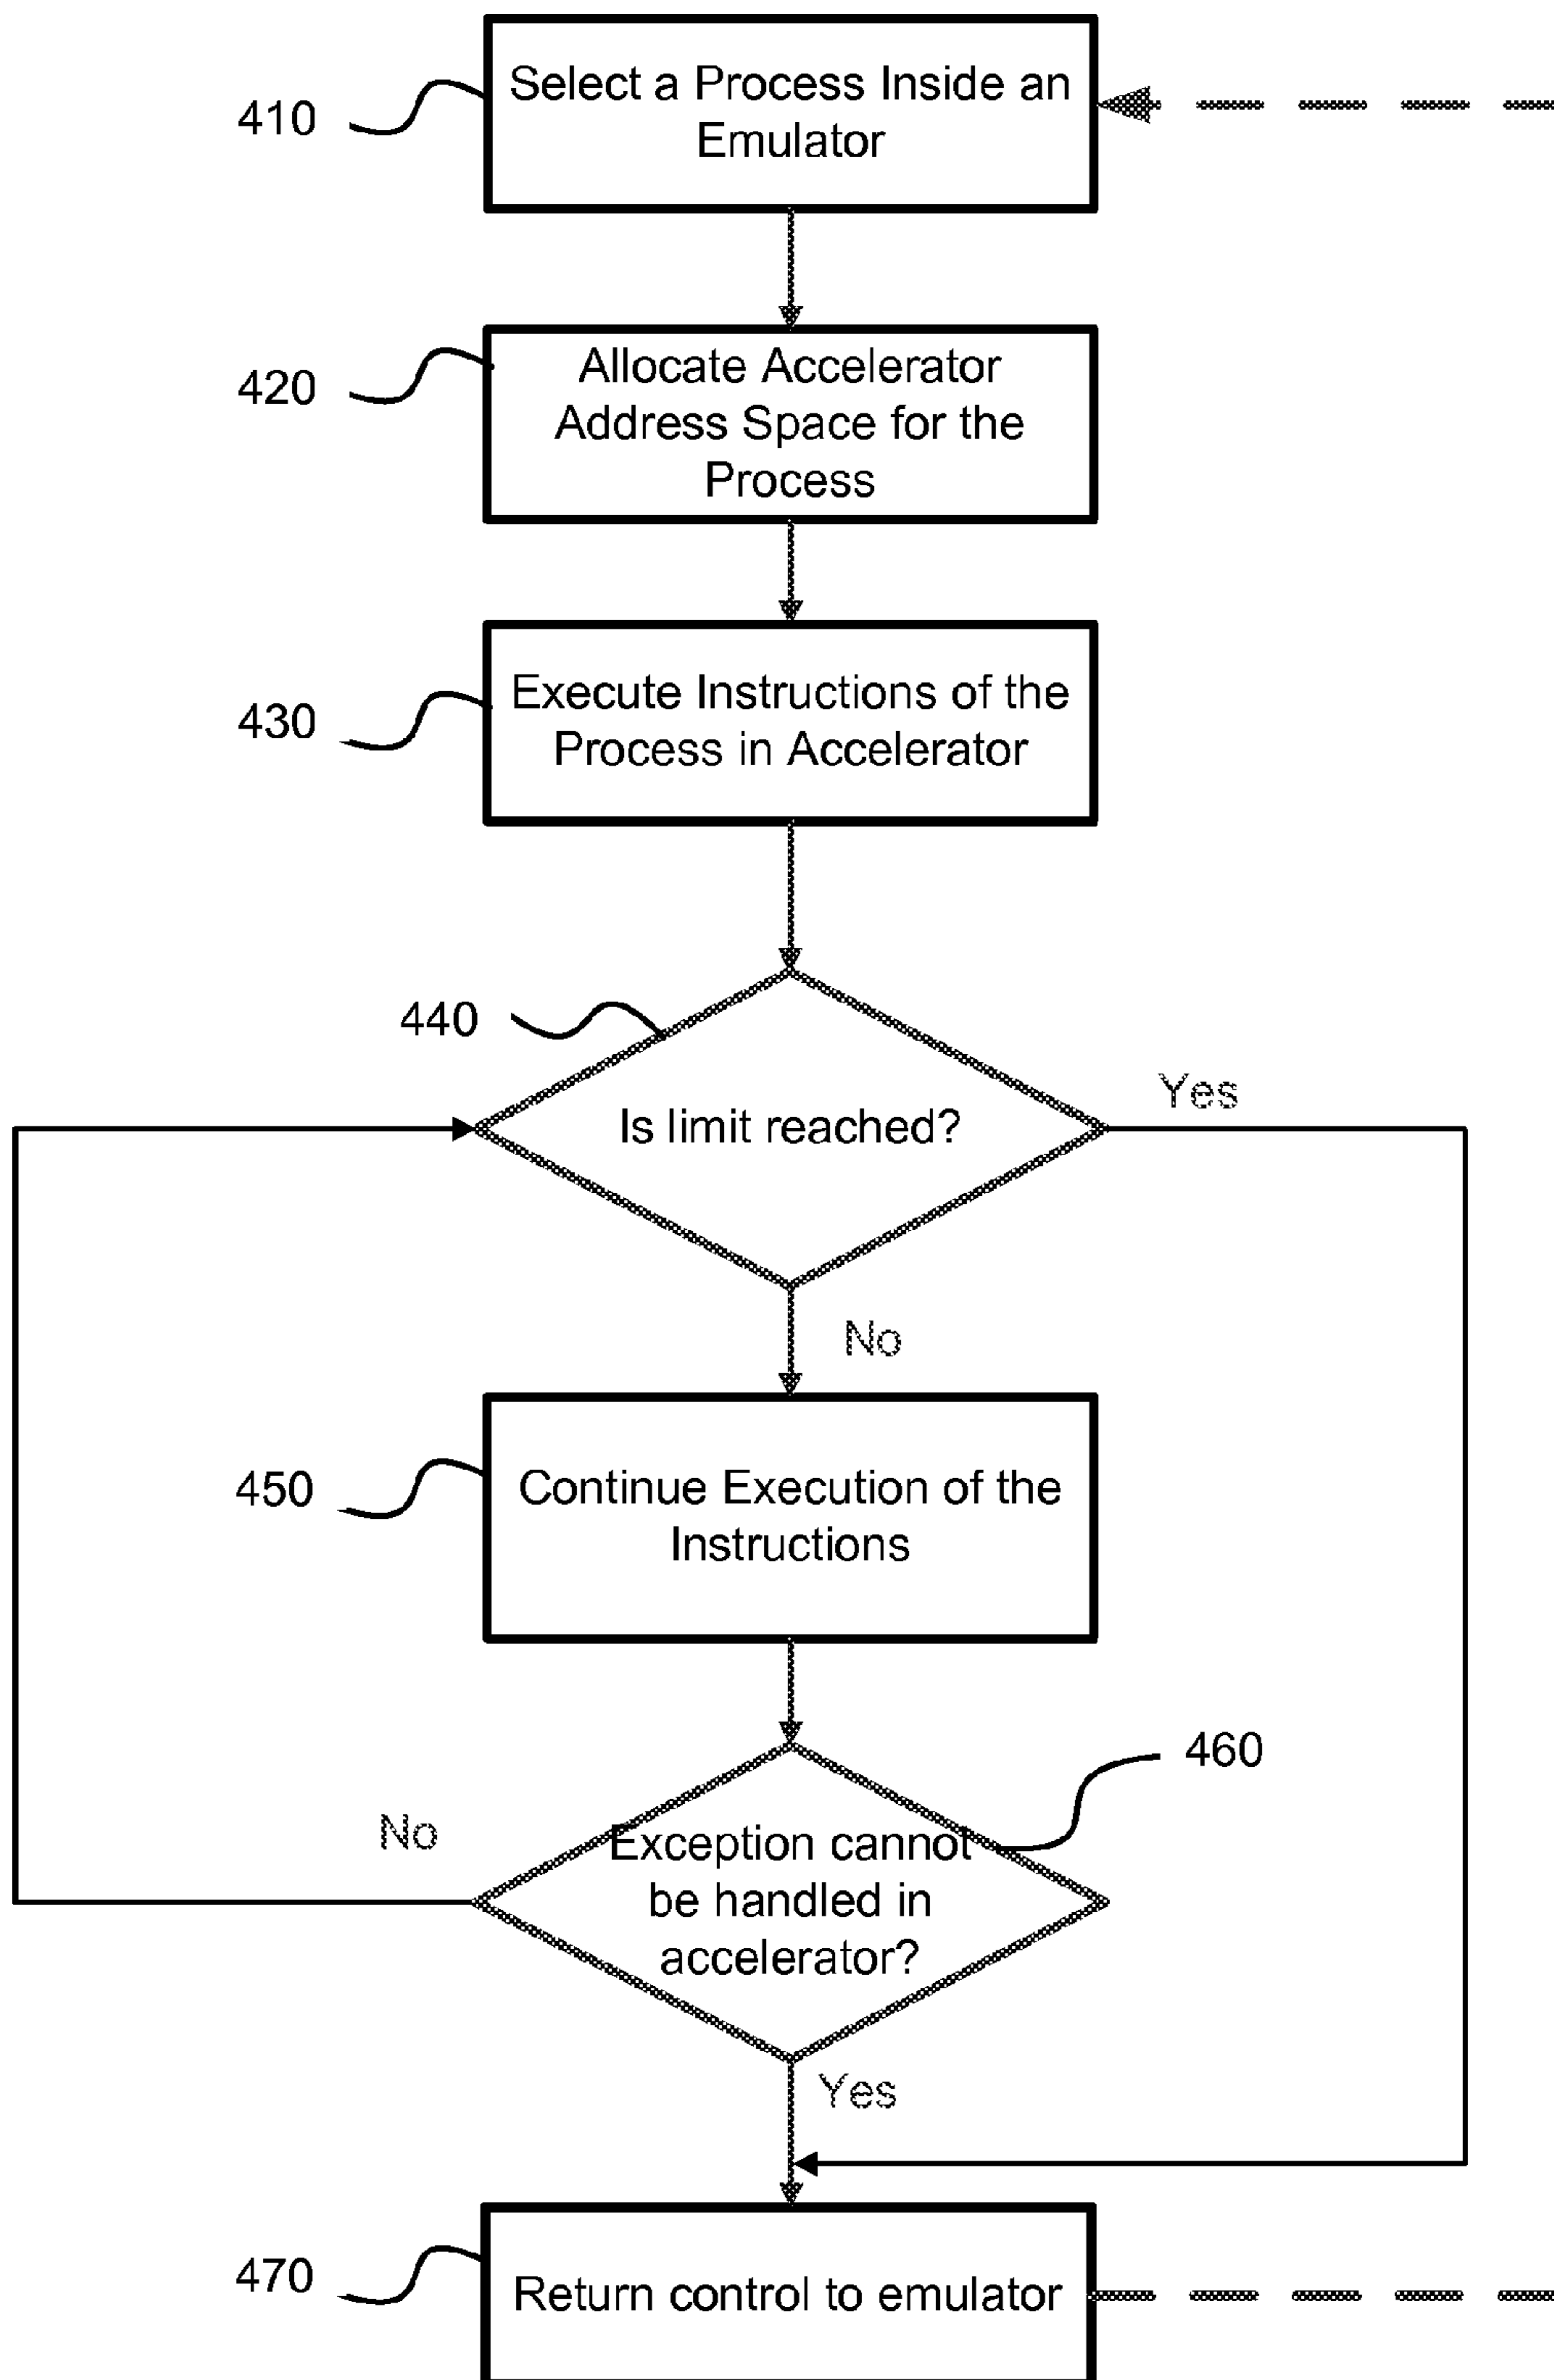 410
Select a Process Inside an
Emulator
420
Allocate Accelerator
Address Space for the
Process
430
Execute Instructions of the
Process in Accelerator
440
Is limit reached?
Yes
No
450
Continue Execution of the
Instructions
460
No
Exception cannot
be handled in
accelerator?
Yes
470
Return control to emulator